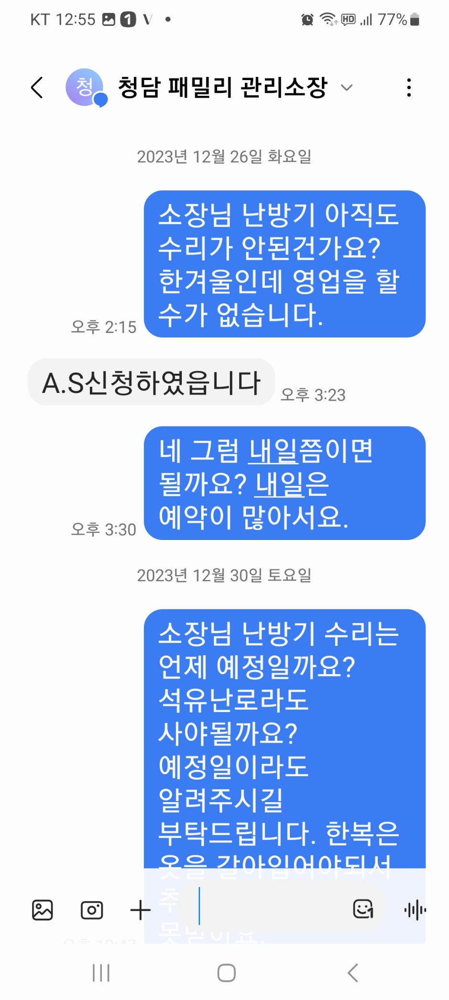 KT 12:55 1 V HD 77%
청 청담 패밀리 관리소장
2023년 12월 26일 화요일
소장님 난방기 아직도
수리가 안된건가요?
한겨울인데 영업을 할
수가 없습니다.
오후 2:15
A.S신청하였읍니다
오후 3:23
네 그럼 내일쯤이면
될까요? 내일은
예약이 많아서요.
오후 3:30
2023년 12월 30일 토요일
소장님 난방기 수리는
언제 예정일까요?
석유난로라도
사야될까요?
예정일이라도
알려주시길
부탁드립니다. 한복은
옷을 갈아입어야되서